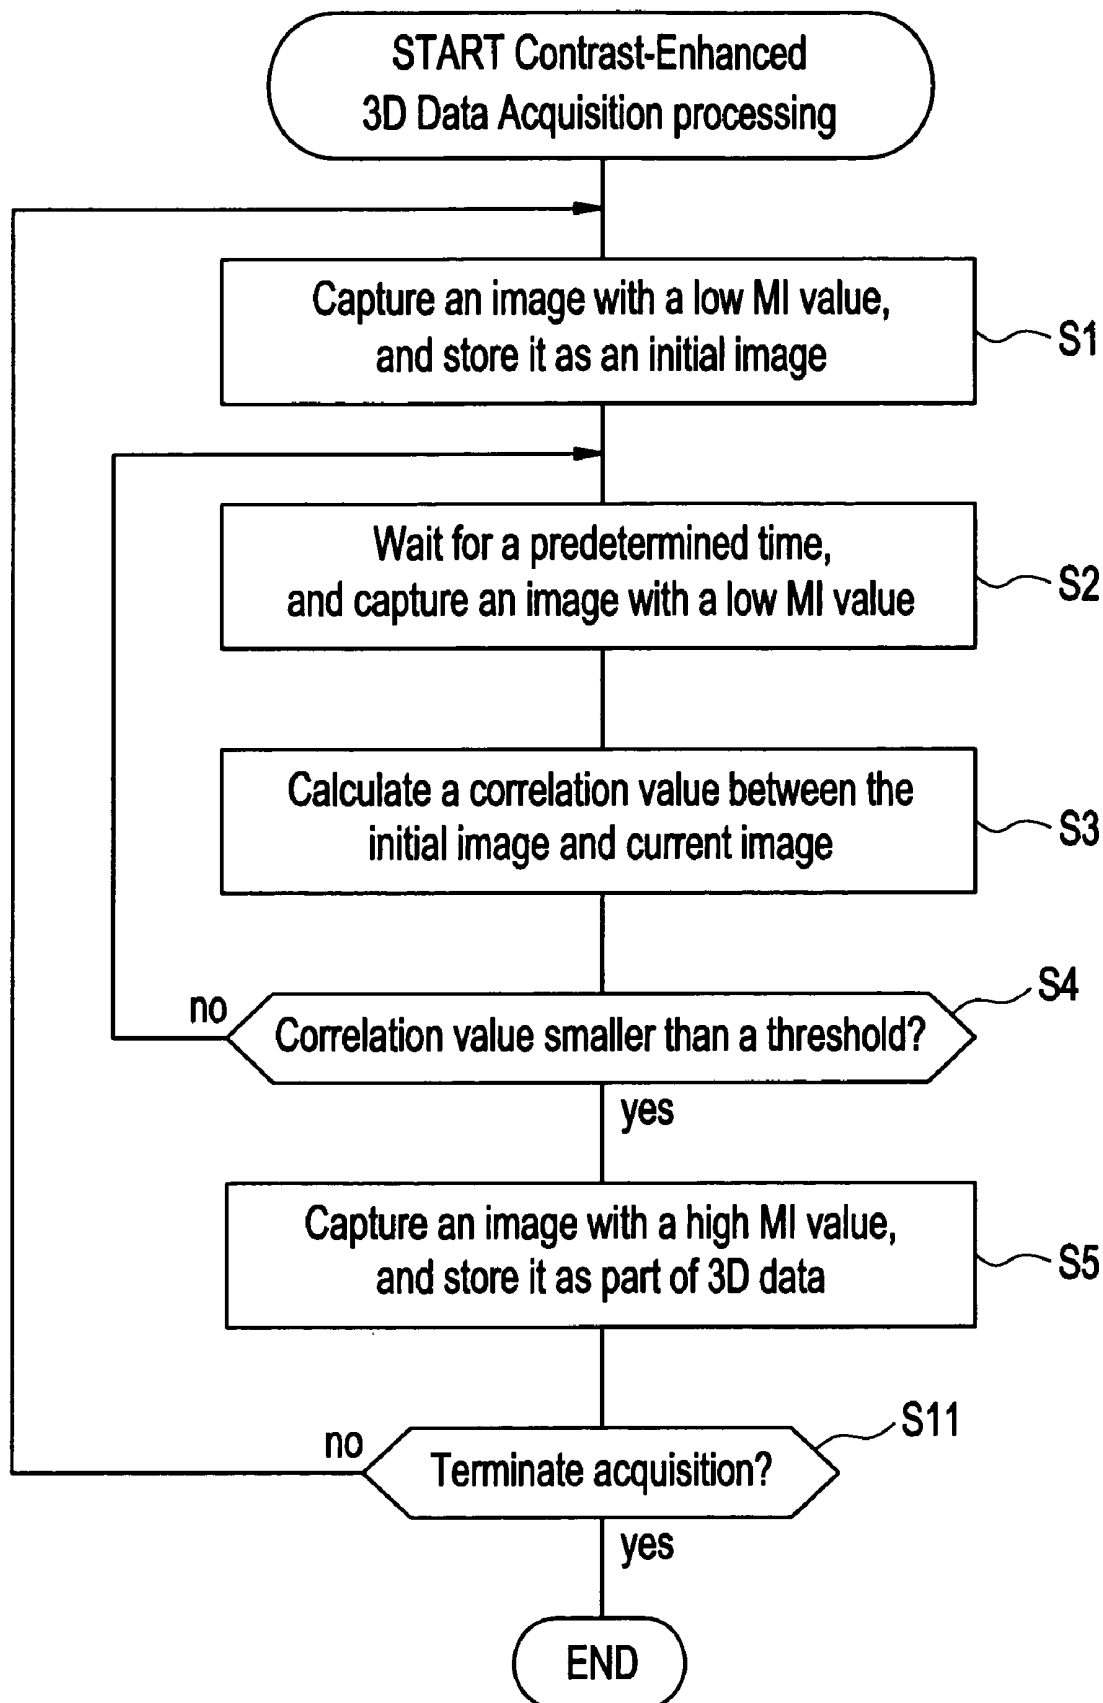 START Contrast-Enhanced
3D Data Acquisition processing
Capture an image with a low MI value,
and store it as an initial image
S1
Wait for a predetermined time,
and capture an image with a low MI value
S2
Calculate a correlation value between the
initial image and current image
S3
S4
no
Correlation value smaller than a threshold?
yes
Capture an image with a high MI value,
and store it as part of 3D data
S5
S11
no
Terminate acquisition?
yes
END